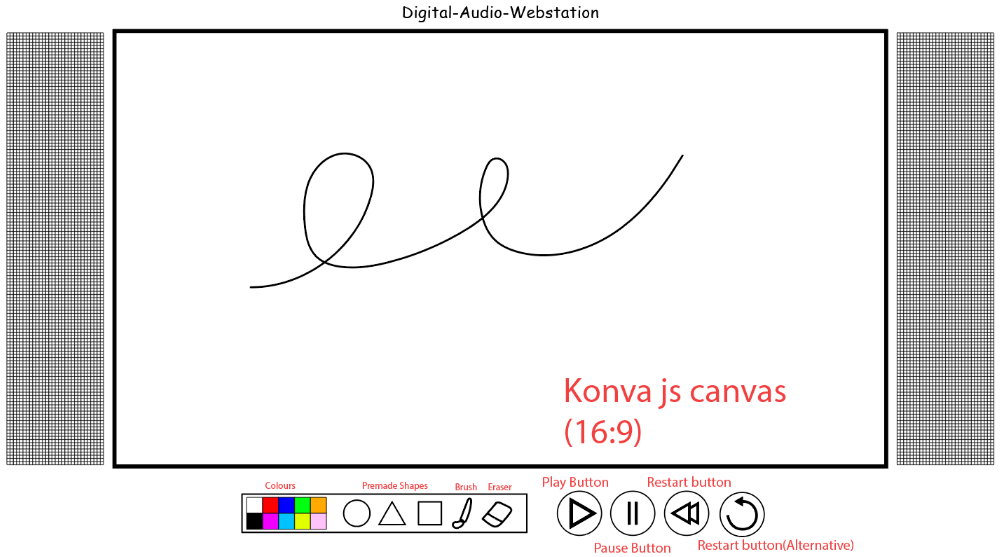 Digital-Audio-Webstation
Konva js canvas
(16:9)
Colours
Premade Shapes
Brush
Eraser
Play Button
Restart button
Pause Button
Restart button(Alternative)